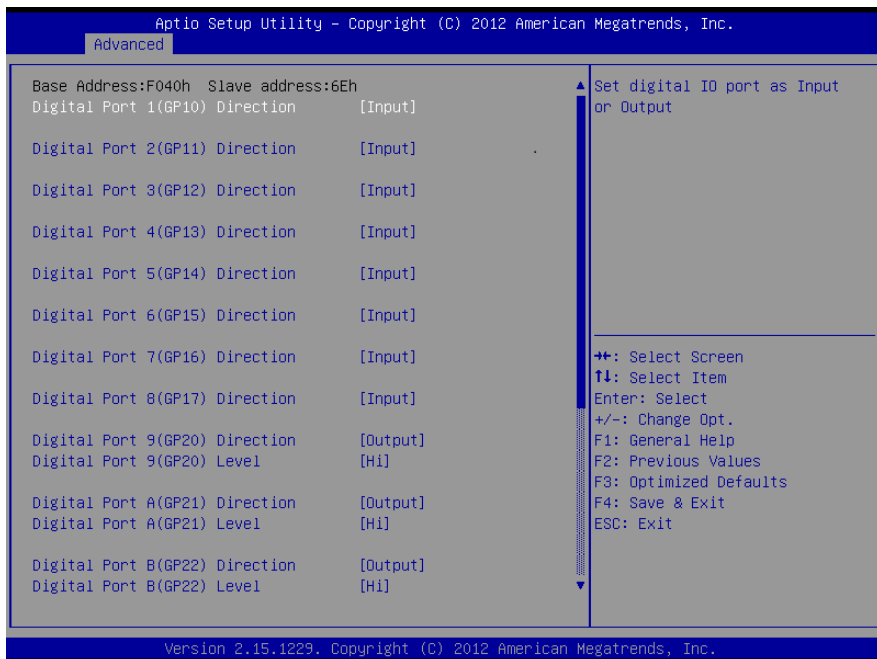 Aptio Setup Utility – Copyright (C) 2012 American Megatrends, Inc.
Advanced
Base Address:F040h Slave address:6Eh
Digital Port 1(GP10) Direction [Input]
Digital Port 2(GP11) Direction [Input]
Digital Port 3(GP12) Direction [Input]
Digital Port 4(GP13) Direction [Input]
Digital Port 5(GP14) Direction [Input]
Digital Port 6(GP15) Direction [Input]
Digital Port 7(GP16) Direction [Input]
Digital Port 8(GP17) Direction [Input]
Digital Port 9(GP20) Direction [Output]
Digital Port 9(GP20) Level [Hi]
Digital Port A(GP21) Direction [Output]
Digital Port A(GP21) Level [Hi]
Digital Port B(GP22) Direction [Output]
Digital Port B(GP22) Level [Hi]
Set digital IO port as Input
or Output
→←: Select Screen
↑↓: Select Item
Enter: Select
+/-: Change Opt.
F1: General Help
F2: Previous Values
F3: Optimized Defaults
F4: Save & Exit
ESC: Exit
Version 2.15.1229. Copyright (C) 2012 American Megatrends, Inc.